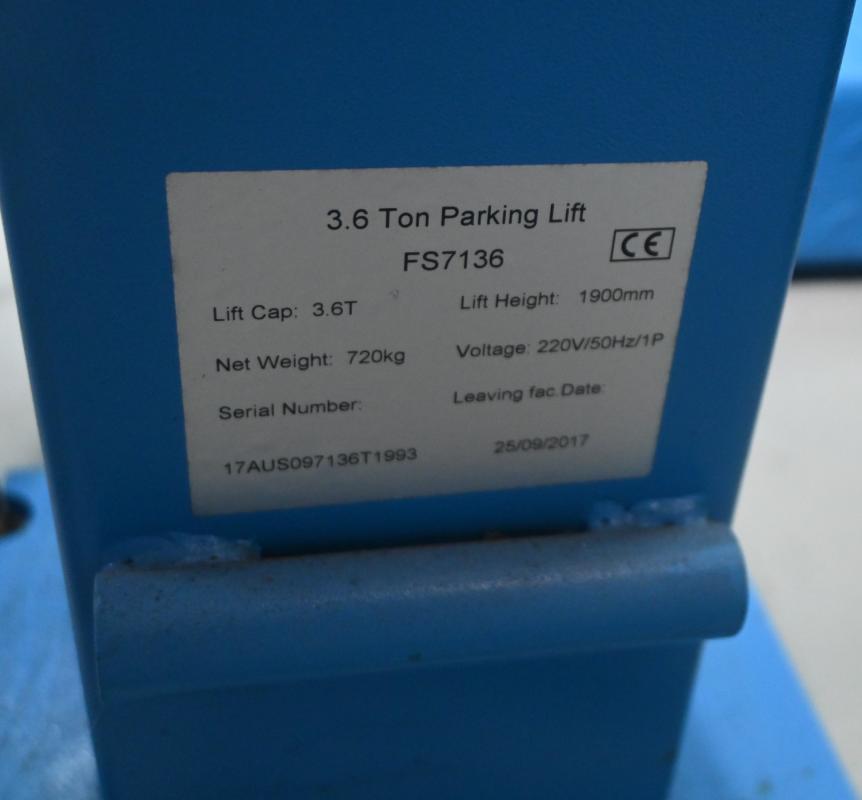 3.6 Ton Parking Lift
FS7136 CE
Lift Cap: 3.6T Lift Height: 1900mm
Net Weight: 720kg Voltage: 220V/50Hz/1P
Serial Number: Leaving fac.Date:
17AUS097136T1993 25/09/2017